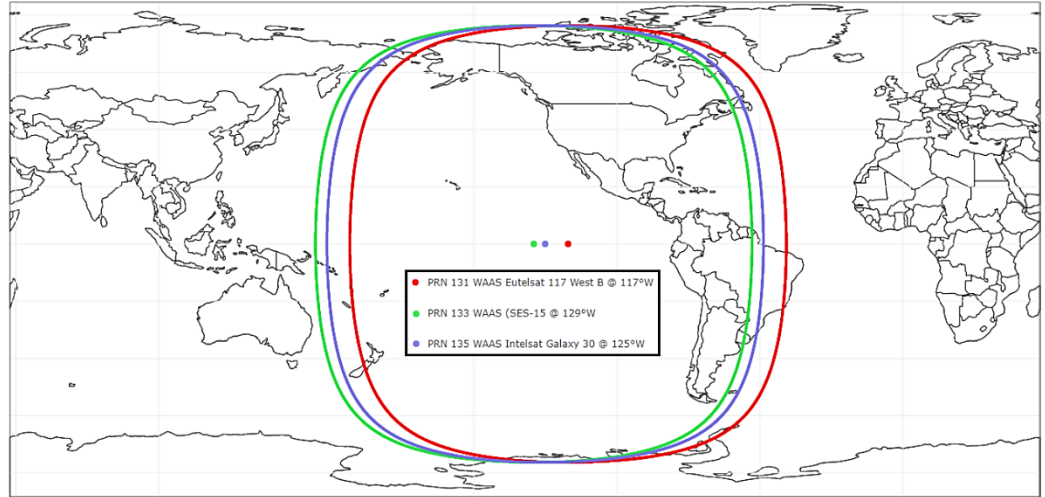 PRN 131 WAAS Eutelsat 117 West B @ 117°W
PRN 133 WAAS (SES-15 @ 129°W
PRN 135 WAAS Intelsat Galaxy 30 @ 125°W